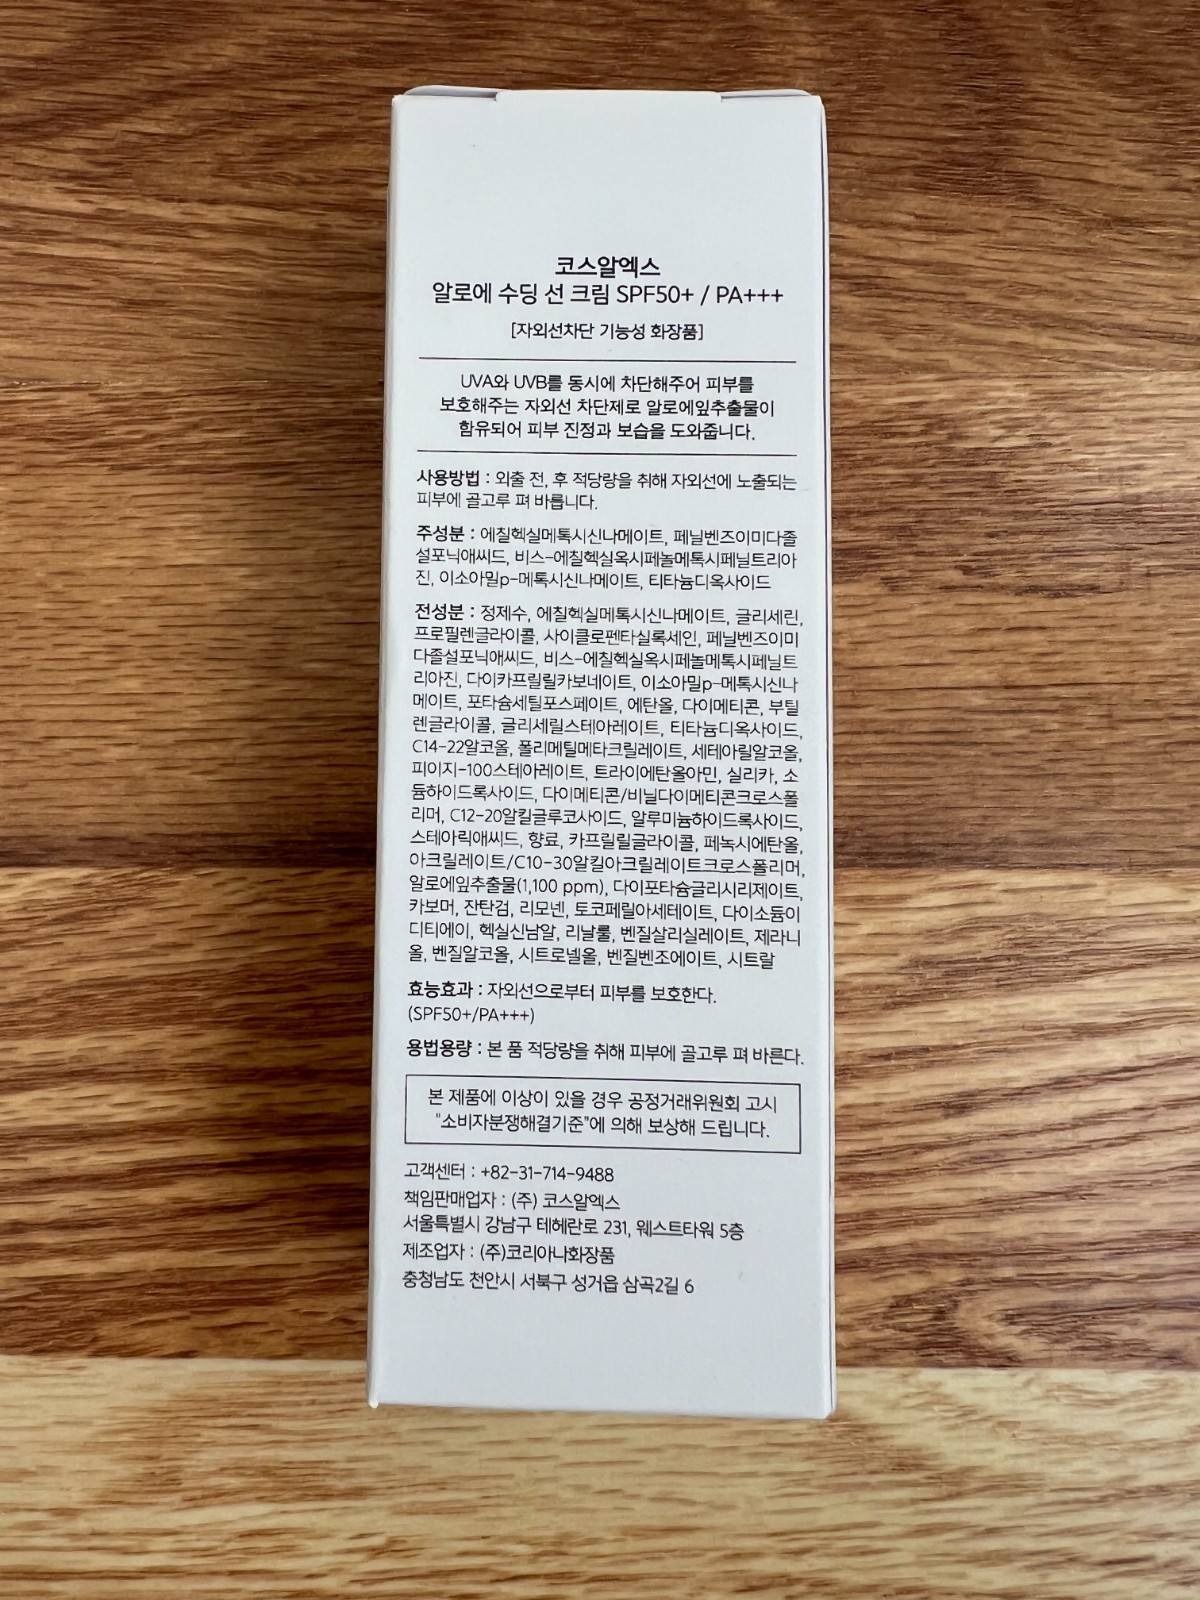 코스알엑스
알로에 수딩 선 크림 SPF50+ / PA+++
[자외선차단 기능성 화장품]
UVA와 UVB를 동시에 차단해주어 피부를
보호해주는 자외선 차단제로 알로에잎추출물이
함유되어 피부 진정과 보습을 도와줍니다.
사용방법 : 외출 전, 후 적당량을 취해 자외선에 노출되는
피부에 골고루 펴 바릅니다.
주성분 : 에칠헥실메톡시신나메이트, 페닐벤즈이미다졸
설포닉애씨드, 비스-에칠헥실옥시페놀메톡시페닐트리아
진, 이소아밀p-메톡시신나메이트, 티타늄디옥사이드
전성분 : 정제수, 에칠헥실메톡시신나메이트, 글리세린,
프로필렌글라이콜, 사이클로펜타실록세인, 페닐벤즈이미
다졸설포닉애씨드, 비스-에칠헥실옥시페놀메톡시페닐트
리아진, 다이카프릴릴카보네이트, 이소아밀p-메톡시신나
메이트, 포타슘세틸포스페이트, 에탄올, 다이메티콘, 부틸
렌글라이콜, 글리세릴스테아레이트, 티타늄디옥사이드,
C14-22알코올, 폴리메틸메타크릴레이트, 세테아릴알코올,
피이지-100스테아레이트, 트라이에탄올아민, 실리카, 소
듐하이드록사이드, 다이메티콘/비닐다이메티콘크로스폴
리머, C12-20알킬글루코사이드, 알루미늄하이드록사이드,
스테아릭애씨드, 향료, 카프릴릴글라이콜, 페녹시에탄올,
아크릴레이트/C10-30알킬아크릴레이트크로스폴리머,
알로에잎추출물(1,100 ppm), 다이포타슘글리시리제이트,
카보머, 잔탄검, 리모넨, 토코페릴아세테이트, 다이소듐이
디티에이, 헥실신남알, 리날룰, 벤질살리실레이트, 제라니
올, 벤질알코올, 시트로넬올, 벤질벤조에이트, 시트랄
효능효과 : 자외선으로부터 피부를 보호한다.
(SPF50+/PA+++)
용법용량 : 본 품 적당량을 취해 피부에 골고루 펴 바른다.
본 제품에 이상이 있을 경우 공정거래위원회 고시
"소비자분쟁해결기준"에 의해 보상해 드립니다.
고객센터 : +82-31-714-9488
책임판매업자 : (주) 코스알엑스
서울특별시 강남구 테헤란로 231, 웨스트타워 5층
제조업자 : (주)코리아나화장품
충청남도 천안시 서북구 성거읍 삼곡2길 6